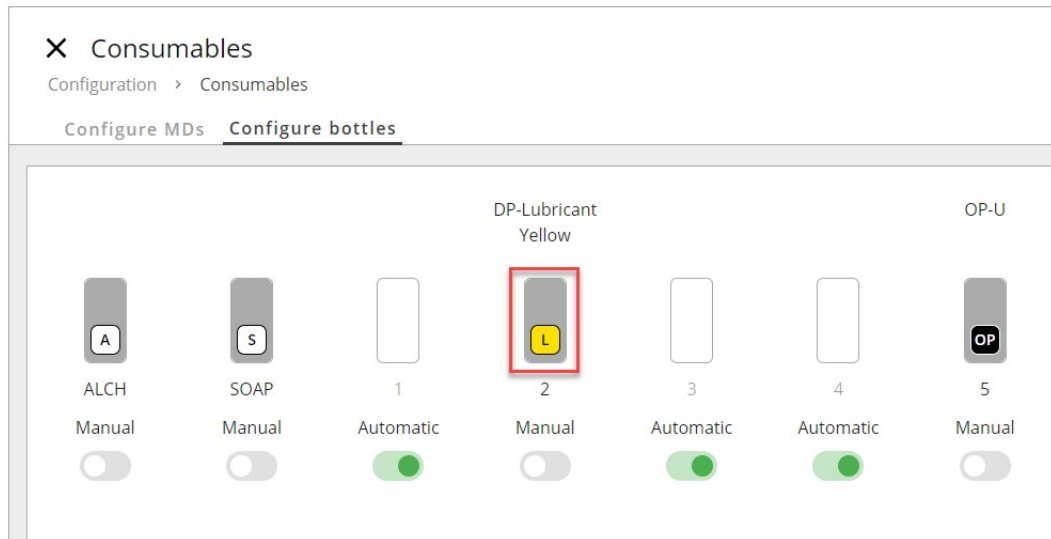 Consumables
Configuration > Consumables
Configure MDs Configure bottles
DP-Lubricant
Yellow
OP-U
A S L OP
ALCH SOAP 1 2 3 4 5
Manual Manual Automatic Manual Automatic Automatic Manual